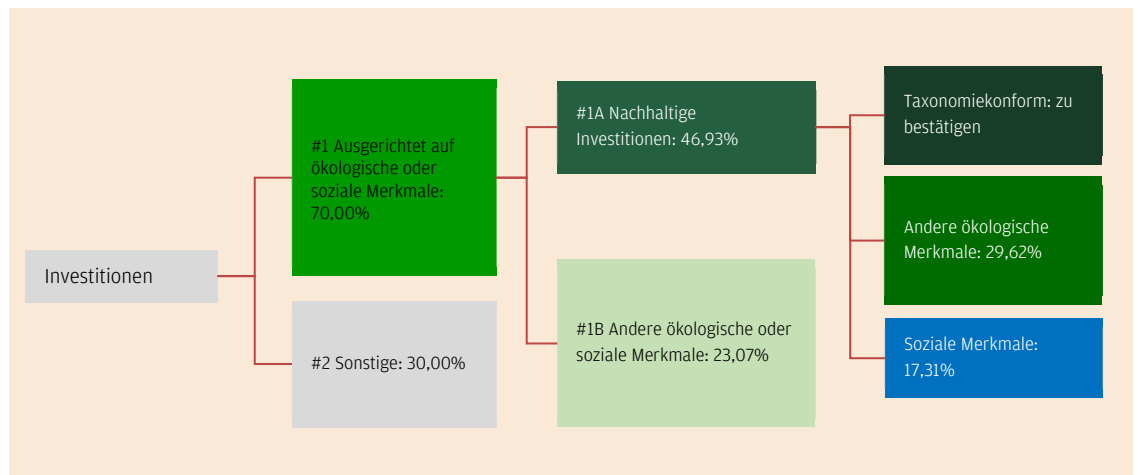 Investitionen
#1 Ausgerichtet auf
ökologische oder
soziale Merkmale:
70,00%
#2 Sonstige: 30,00%
#1A Nachhaltige
Investitionen: 46,93%
#1B Andere ökologische oder
soziale Merkmale: 23,07%
Taxonomiekonform: zu
bestätigen
Andere ökologische
Merkmale: 29,62%
Soziale Merkmale:
17,31%